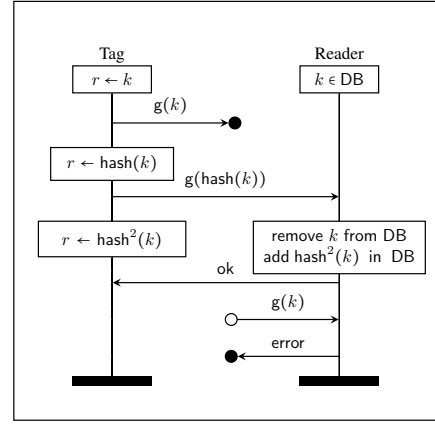 Tag
Reader
r ← k
k ∈ DB
g(k)
r ← hash(k)
g(hash(k))
r ← hash²(k)
remove k from DB
add hash²(k) in DB
ok
g(k)
error